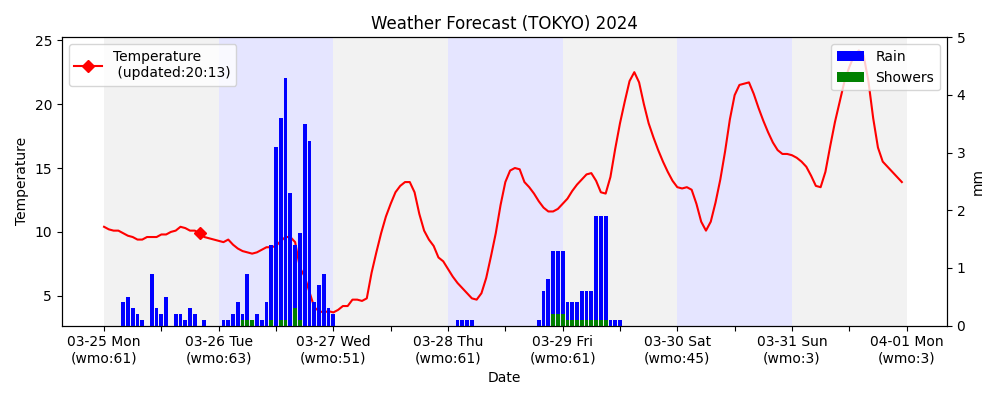 Weather Forecast (TOKYO) 2024
Temperature
(updated:20:13)
Rain
Showers
25
20
15
10
5
Temperature
5
4
3
2
1
0
mm
03-25 Mon
(wmo:61)
03-26 Tue
(wmo:63)
03-27 Wed
(wmo:51)
03-28 Thu
(wmo:61)
03-29 Fri
(wmo:61)
03-30 Sat
(wmo:45)
03-31 Sun
(wmo:3)
04-01 Mon
(wmo:3)
Date